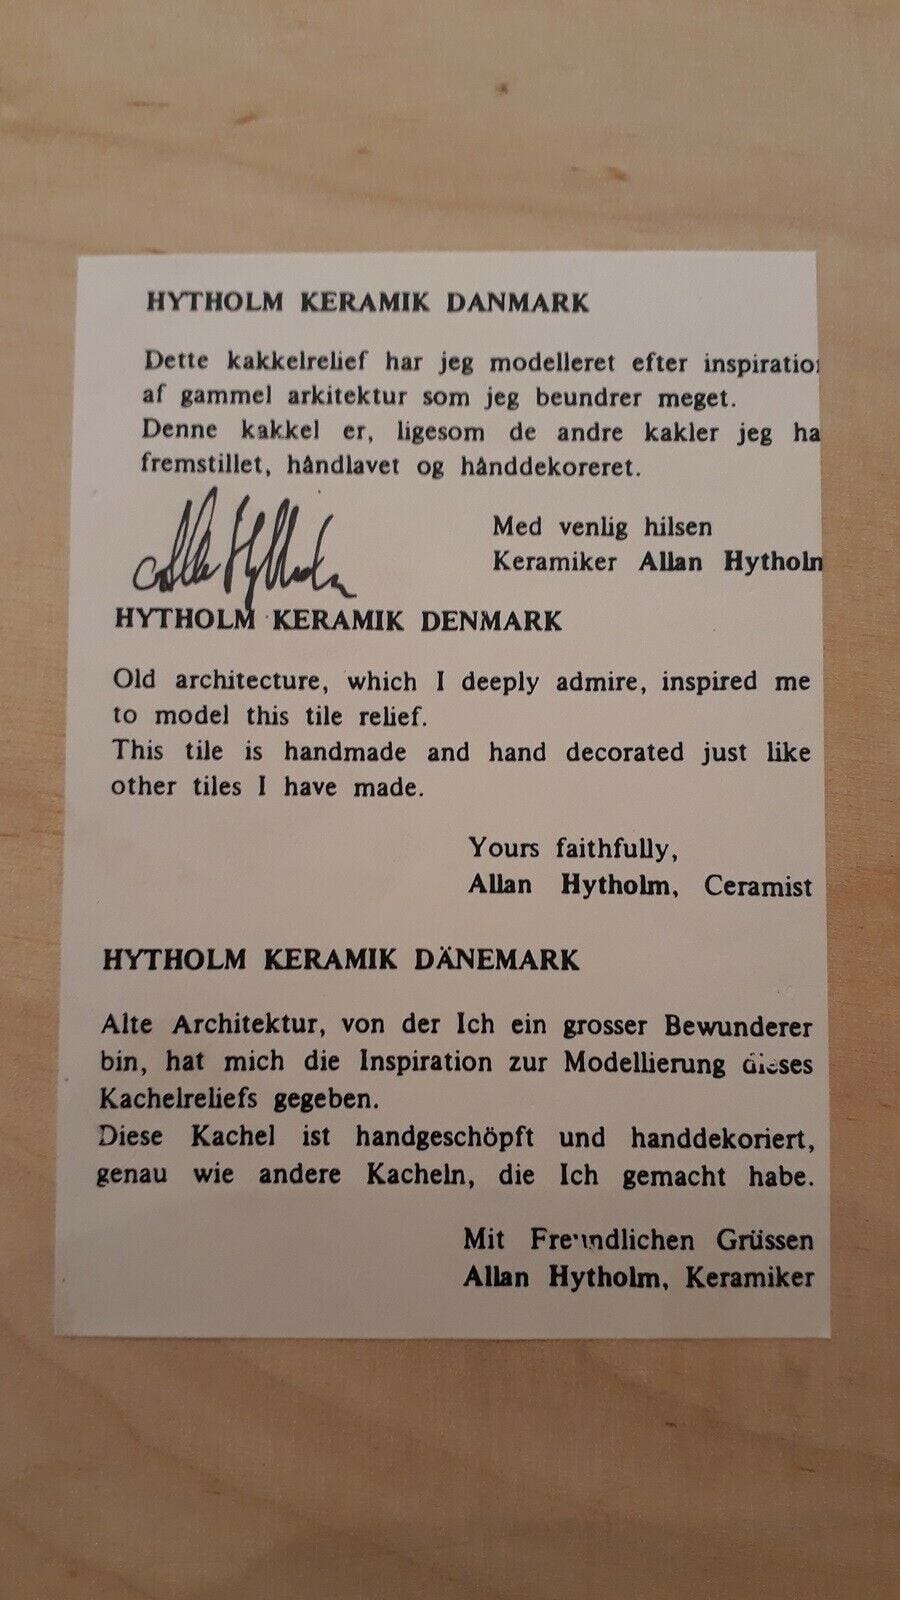 HYTHOLM KERAMIK DANMARK
Dette kakkelrelief har jeg modelleret efter inspiratio
af gammel arkitektur som jeg beundrer meget.
Denne kakkel er, ligesom de andre kakler jeg ha
fremstillet, håndlavet og hånddekoreret.
Med venlig hilsen
Keramiker Allan Hytholm
Allan Hytholm
HYTHOLM KERAMIK DENMARK
Old architecture, which I deeply admire, inspired me
to model this tile relief.
This tile is handmade and hand decorated just like
other tiles I have made.
Yours faithfully,
Allan Hytholm, Ceramist
HYTHOLM KERAMIK DÄNEMARK
Alte Architektur, von der Ich ein grosser Bewunderer
bin, hat mich die Inspiration zur Modellierung dieses
Kachelreliefs gegeben.
Diese Kachel ist handgeschöpft und handdekoriert,
genau wie andere Kacheln, die Ich gemacht habe.
Mit Freundlichen Grüssen
Allan Hytholm, Keramiker